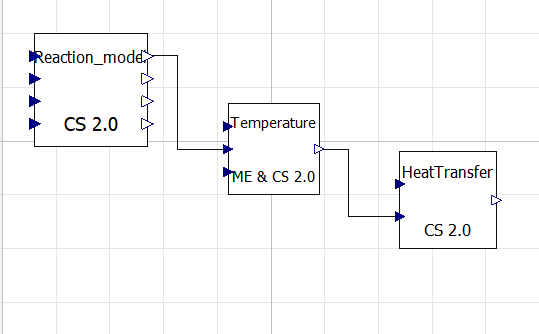 Reaction_mode
CS 2.0
Temperature
ME & CS 2.0
HeatTransfer
CS 2.0